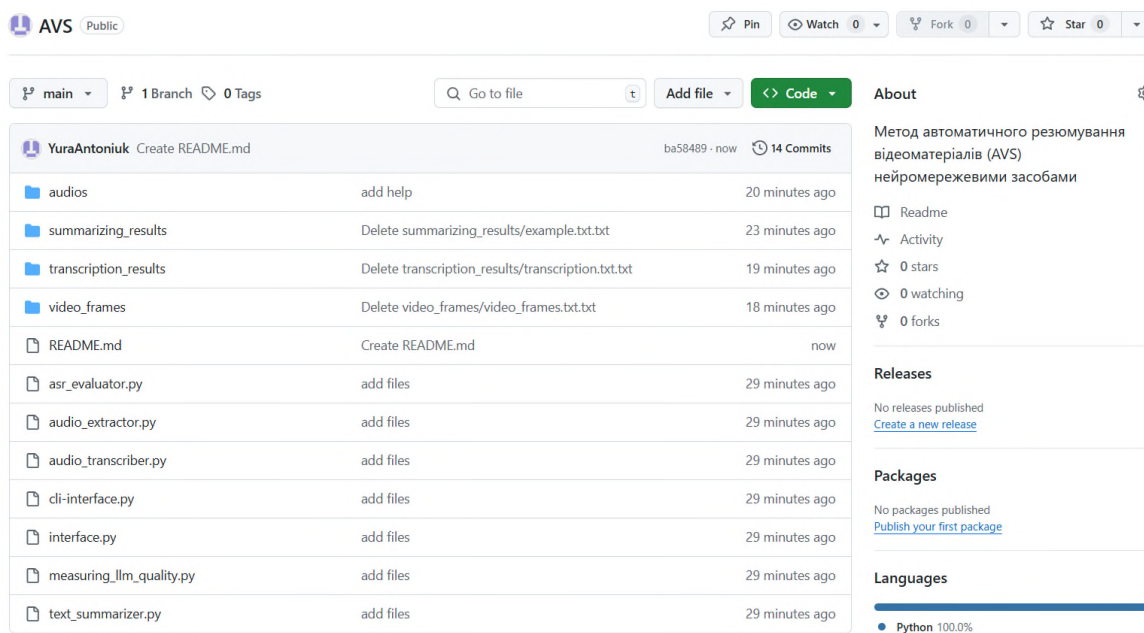 AVS Public
Pin Watch 0 Fork 0 Star 0
main 1 Branch 0 Tags Go to file t Add file Code
YuraAntoniuk Create README.md ba58489 · now 14 Commits
audios add help 20 minutes ago
summarizing_results Delete summarizing_results/example.txt.txt 23 minutes ago
transcription_results Delete transcription_results/transcription.txt.txt 19 minutes ago
video_frames Delete video_frames/video_frames.txt.txt 18 minutes ago
README.md Create README.md now
asr_evaluator.py add files 29 minutes ago
audio_extractor.py add files 29 minutes ago
audio_transcriber.py add files 29 minutes ago
cli-interface.py add files 29 minutes ago
interface.py add files 29 minutes ago
measuring_llm_quality.py add files 29 minutes ago
text_summarizer.py add files 29 minutes ago
About
Метод автоматичного резюмування
відеоматеріалів (AVS)
нейромережевими засобами
Readme
Activity
0 stars
0 watching
0 forks
Releases
No releases published
Create a new release
Packages
No packages published
Publish your first package
Languages
Python 100.0%